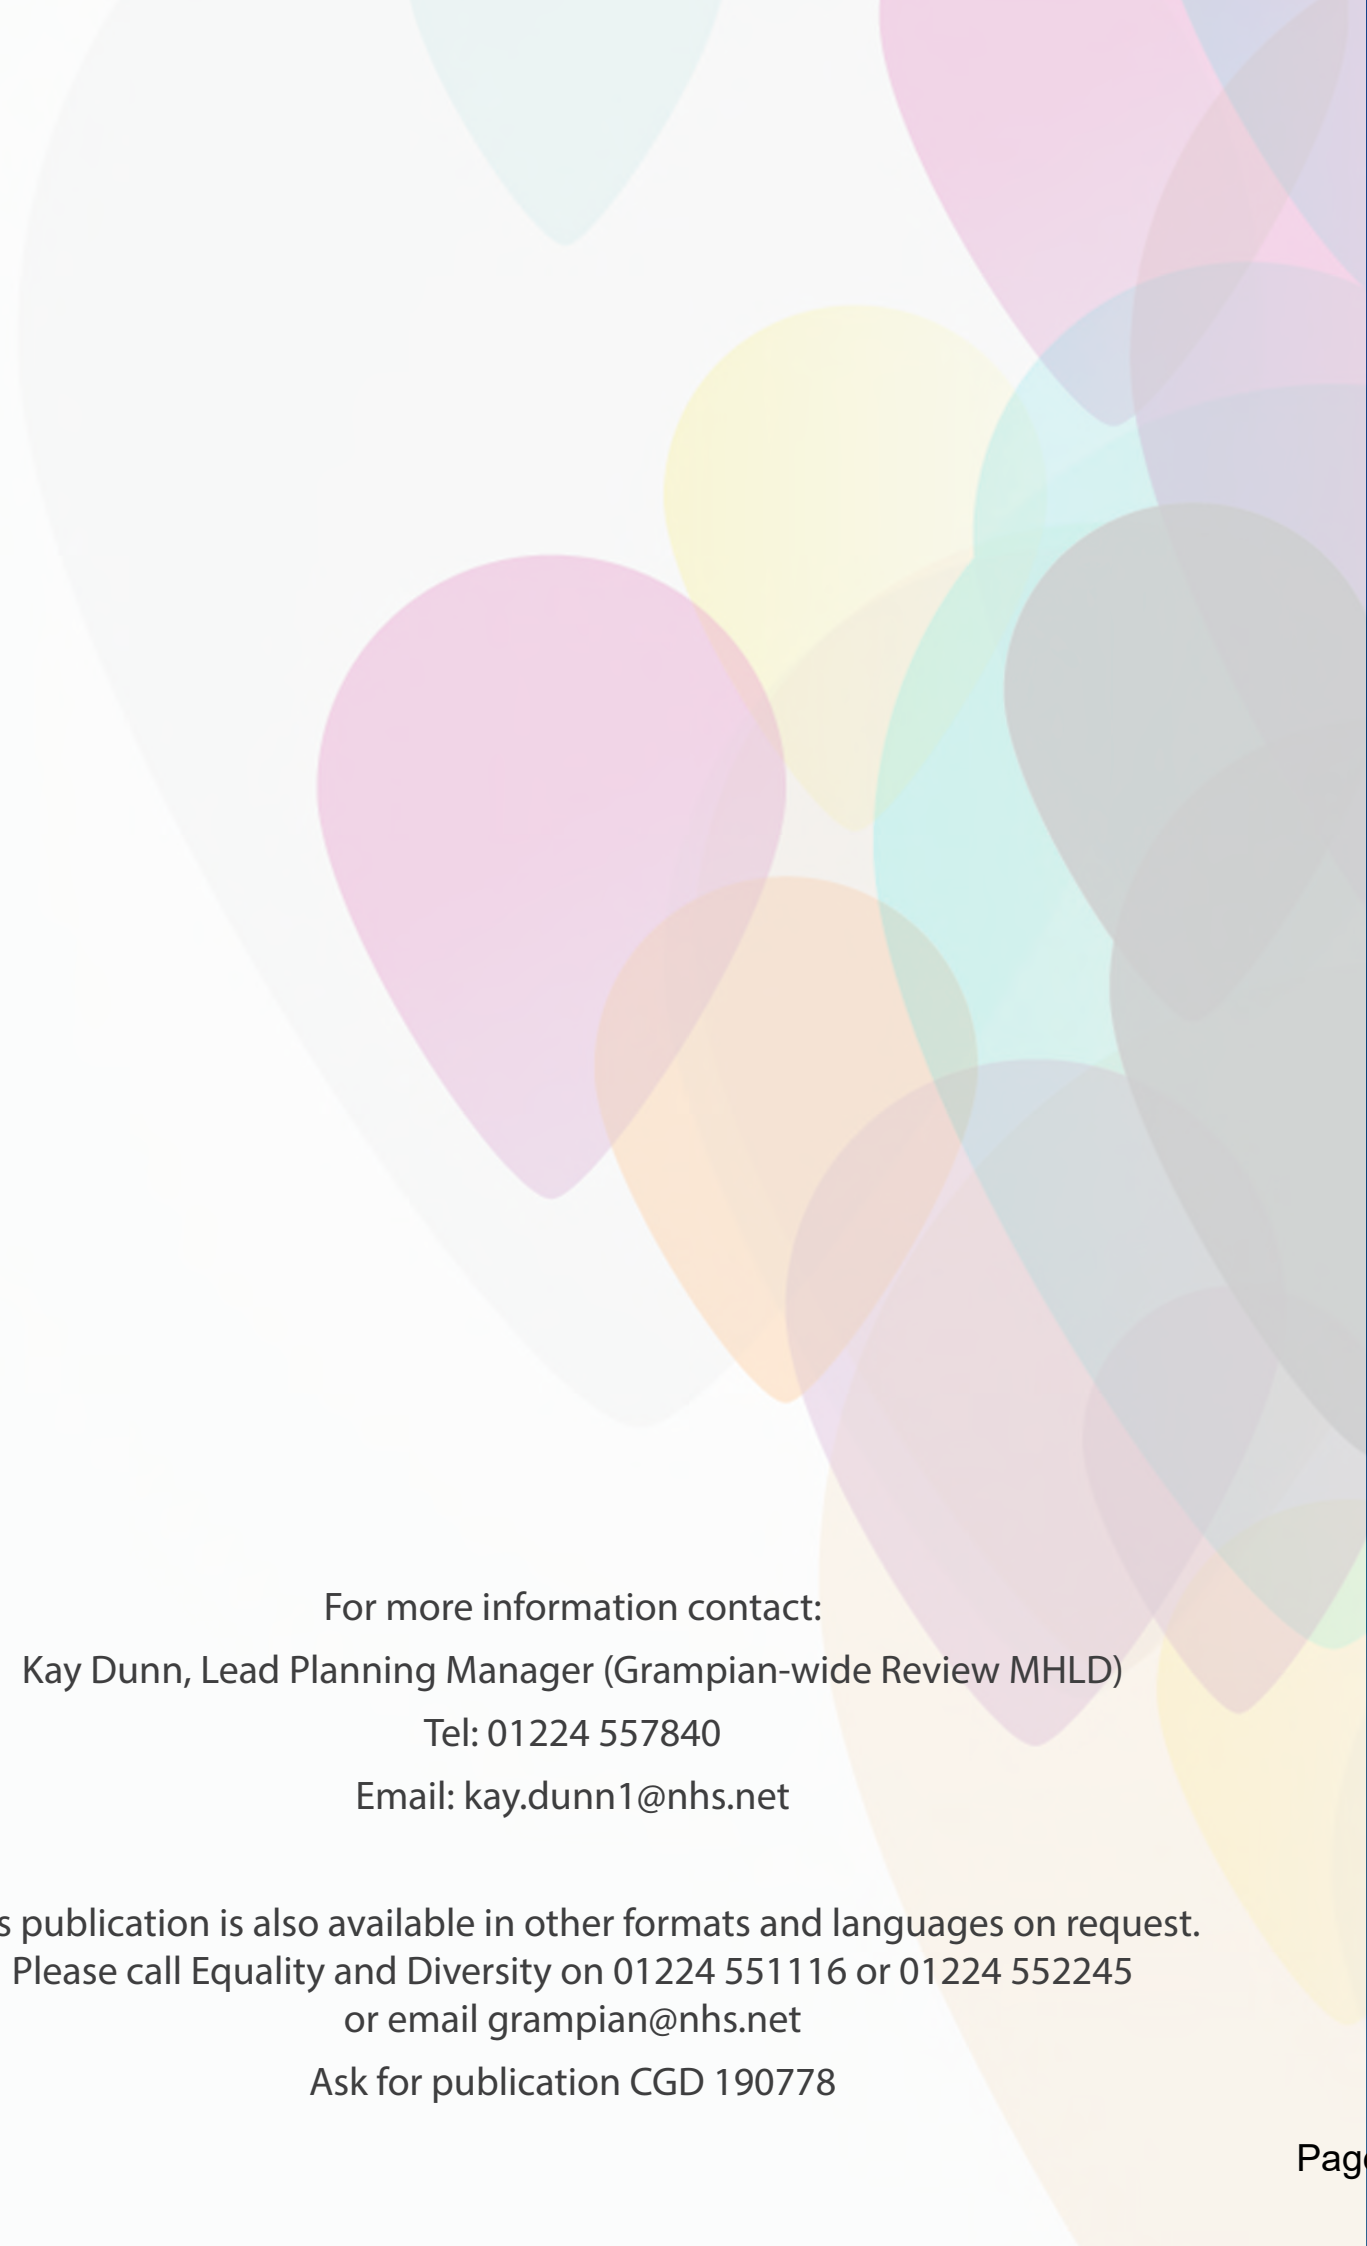 For more information contact:
Kay Dunn, Lead Planning Manager (Grampian-wide Review MHLD)
Tel: 01224 557840
Email: kay.dunn1@nhs.net
s publication is also available in other formats and languages on request.
Please call Equality and Diversity on 01224 551116 or 01224 552245
or email grampian@nhs.net
Ask for publication CGD 190778
Page